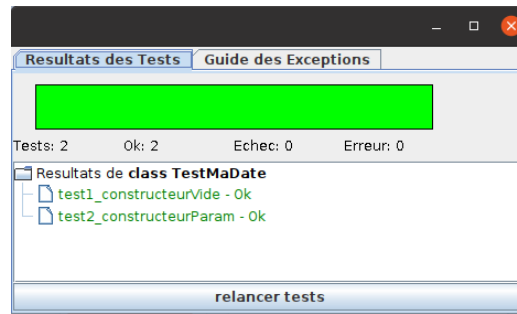 Resultats des Tests Guide des Exceptions
Tests: 2 Ok: 2 Echec: 0 Erreur: 0
Resultats de class TestMaDate
test1_constructeurVide - Ok
test2_constructeurParam - Ok
relancer tests